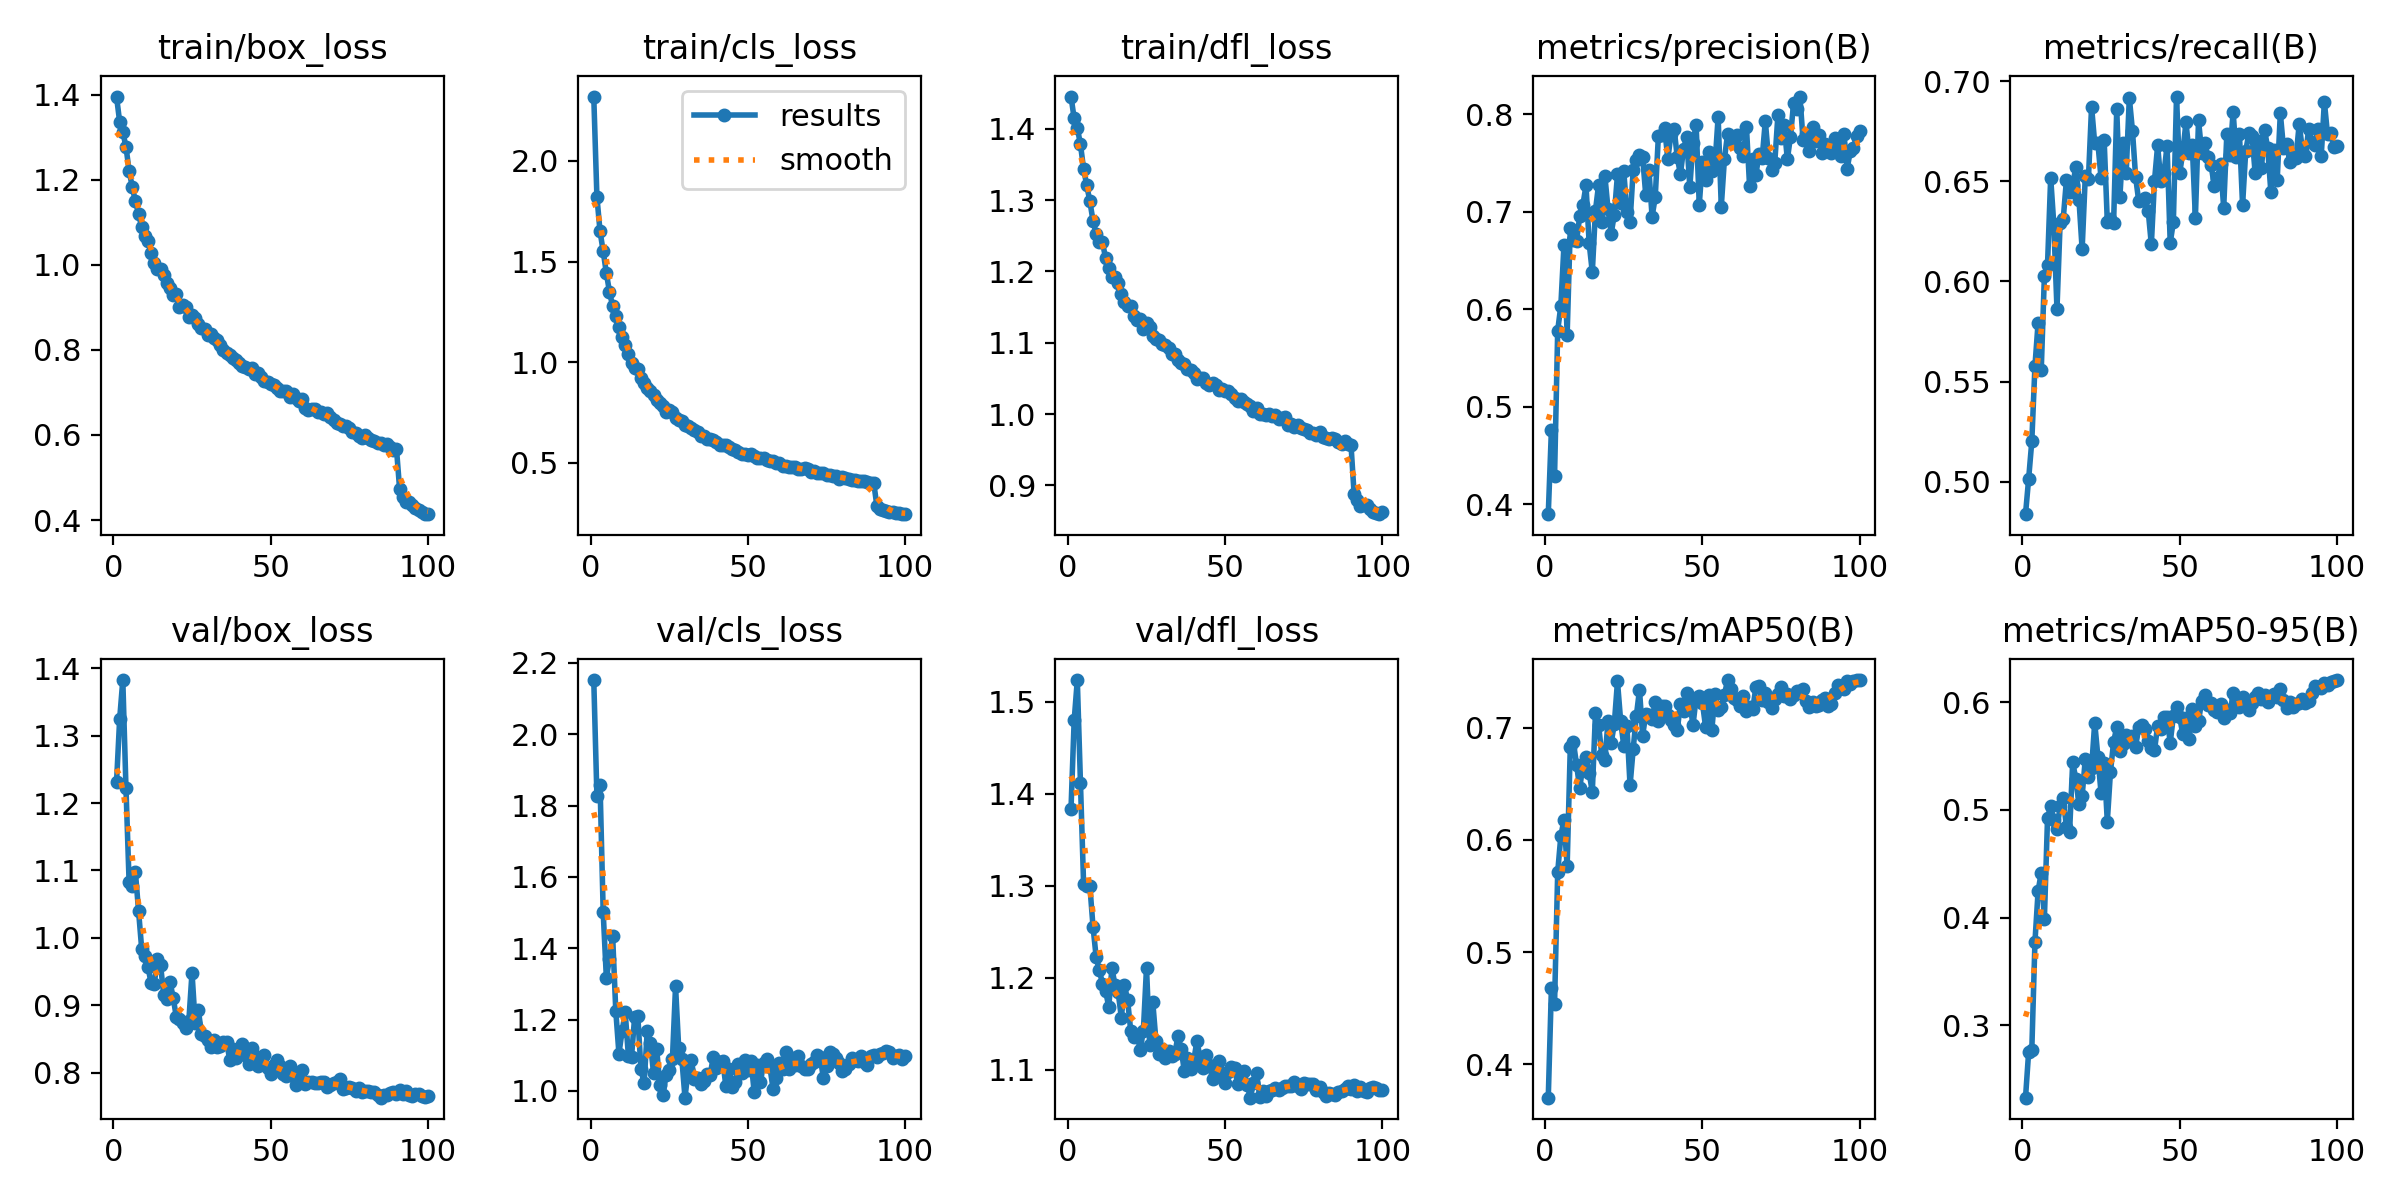 train/box_loss
1.4
1.2
1.0
0.8
0.6
0.4
0 50 100
train/cls_loss
results
smooth
2.0
1.5
1.0
0.5
0 50 100
train/dfl_loss
1.4
1.3
1.2
1.1
1.0
0.9
0 50 100
metrics/precision(B)
0.8
0.7
0.6
0.5
0.4
0 50 100
metrics/recall(B)
0.70
0.65
0.60
0.55
0.50
0 50 100
val/box_loss
1.4
1.3
1.2
1.1
1.0
0.9
0.8
0 50 100
val/cls_loss
2.2
2.0
1.8
1.6
1.4
1.2
1.0
0 50 100
val/dfl_loss
1.5
1.4
1.3
1.2
1.1
0 50 100
metrics/mAP50(B)
0.7
0.6
0.5
0.4
0 50 100
metrics/mAP50-95(B)
0.6
0.5
0.4
0.3
0 50 100